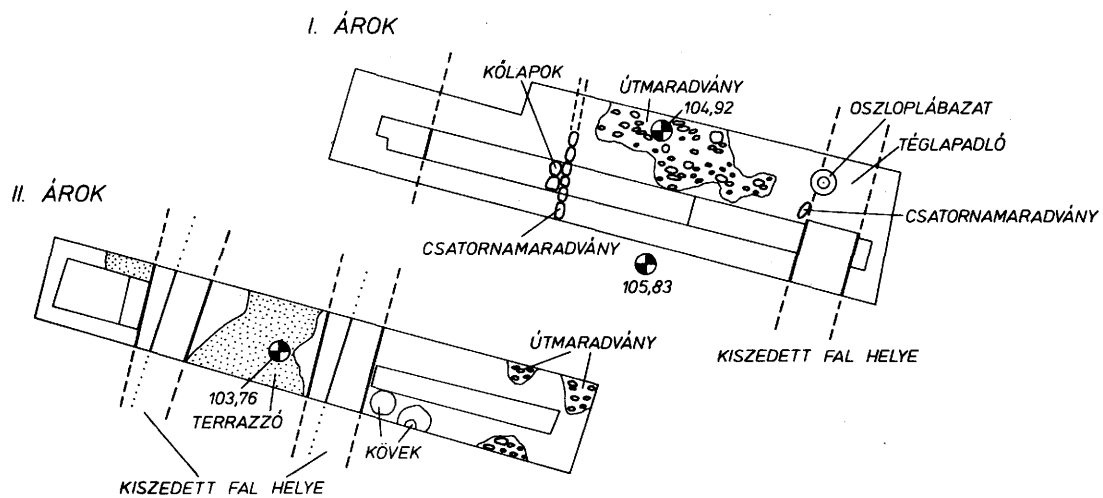 I. ÁROK
KŐLAPOK
ÚTMARADVÁNY
104,92
OSZLOPLÁBAZAT
TÉGLAPADLÓ
CSATORNAMARADVÁNY
CSATORNAMARADVÁNY
105,83
KISZEDETT FAL HELYE
II. ÁROK
ÚTMARADVÁNY
103,76
TERRAZZÓ
KÖVEK
KISZEDETT FAL HELYE